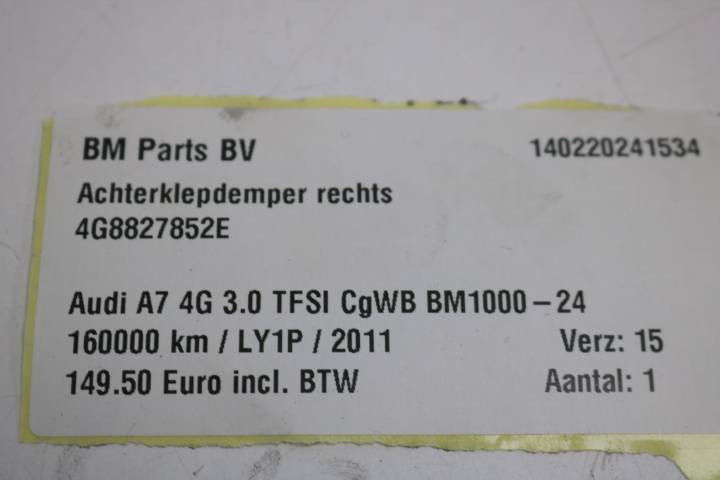 BM Parts BV 140220241534
Achterklepdemper rechts
4G8827852E
Audi A7 4G 3.0 TFSI CgWB BM1000-24
160000 km / LY1P / 2011 Verz: 15
149.50 Euro incl. BTW Aantal: 1